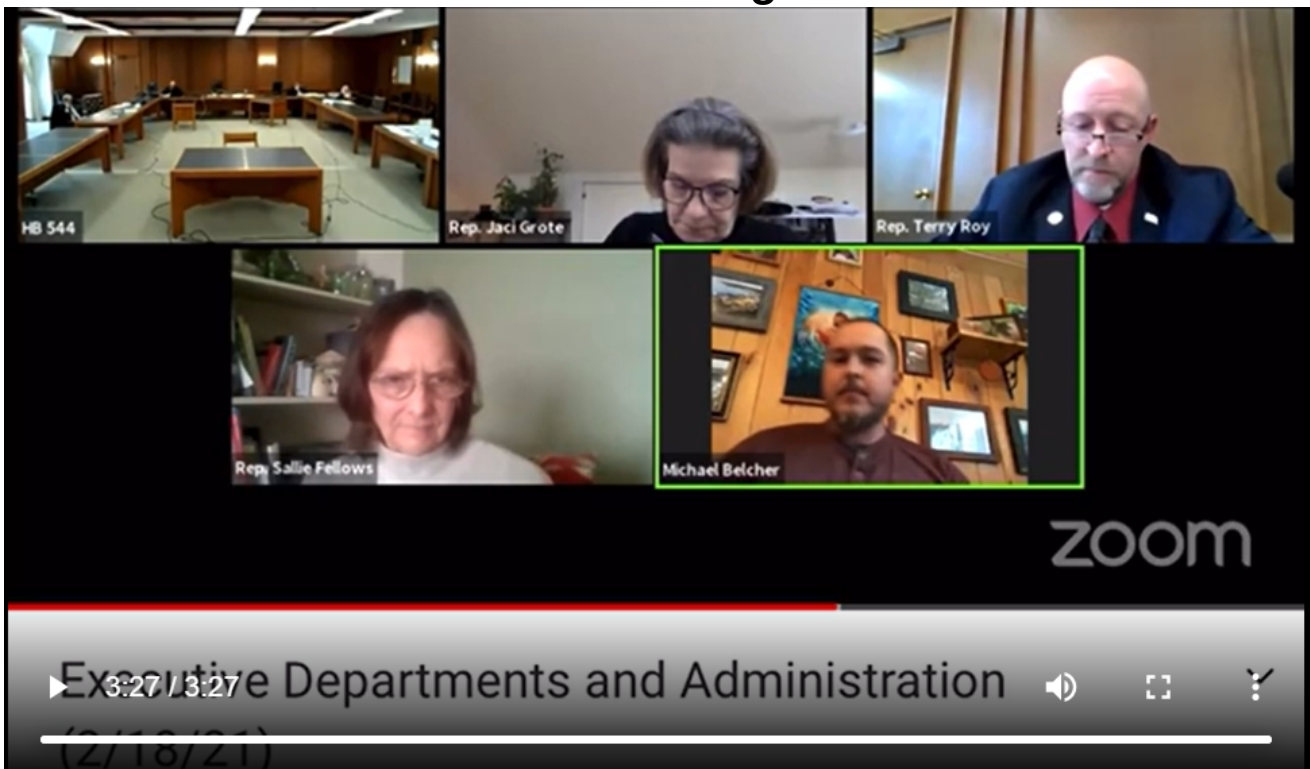 HB 544
Rep. Jaci Grote
Rep. Terry Roy
Rep. Sallie Fellows
Michael Belcher
zoom
Executive Departments and Administration
3:27 / 3:27
(2/18/21)